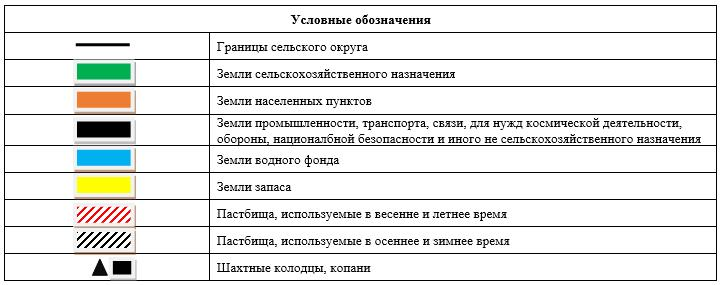 Условные обозначения
Границы сельского округа
Земли сельскохозяйственного назначения
Земли населенных пунктов
Земли промышленности, транспорта, связи, для нужд космической деятельности,
обороны, националбной безопасности и иного не сельскохозяйственного назначения
Земли водного фонда
Земли запаса
Пастбища, используемые в весенне и летнее время
Пастбища, используемые в осеннее и зимнее время
Шахтные колодцы, копани